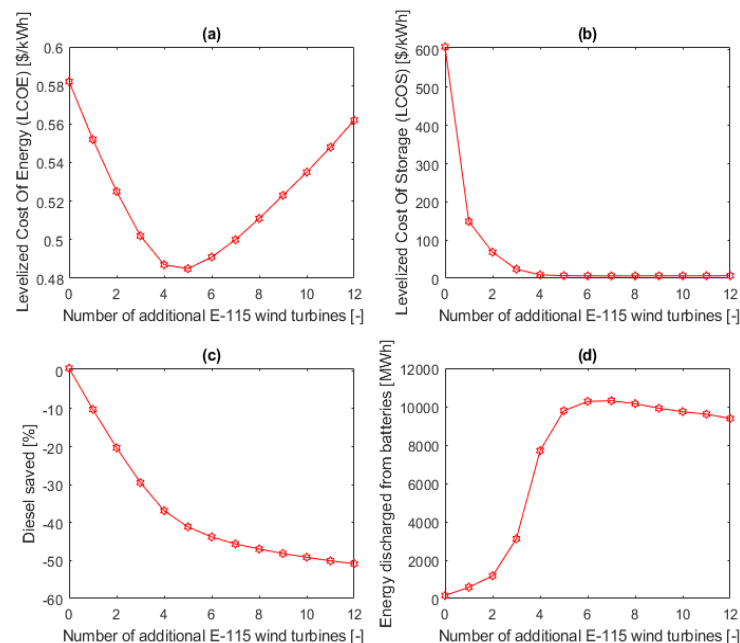 (a)
Levelized Cost Of Energy (LCOE) [$/kWh]
0.6
0.58
0.56
0.54
0.52
0.5
0.48
0 2 4 6 8 10 12
Number of additional E-115 wind turbines [-]
(b)
Levelized Cost Of Storage (LCOS) [$/kWh]
600
500
400
300
200
100
0
0 2 4 6 8 10 12
Number of additional E-115 wind turbines [-]
(c)
Diesel saved [%]
0
-10
-20
-30
-40
-50
-60
0 2 4 6 8 10 12
Number of additional E-115 wind turbines [-]
(d)
Energy discharged from batteries [MWh]
12000
10000
8000
6000
4000
2000
0
0 2 4 6 8 10 12
Number of additional E-115 wind turbines [-]